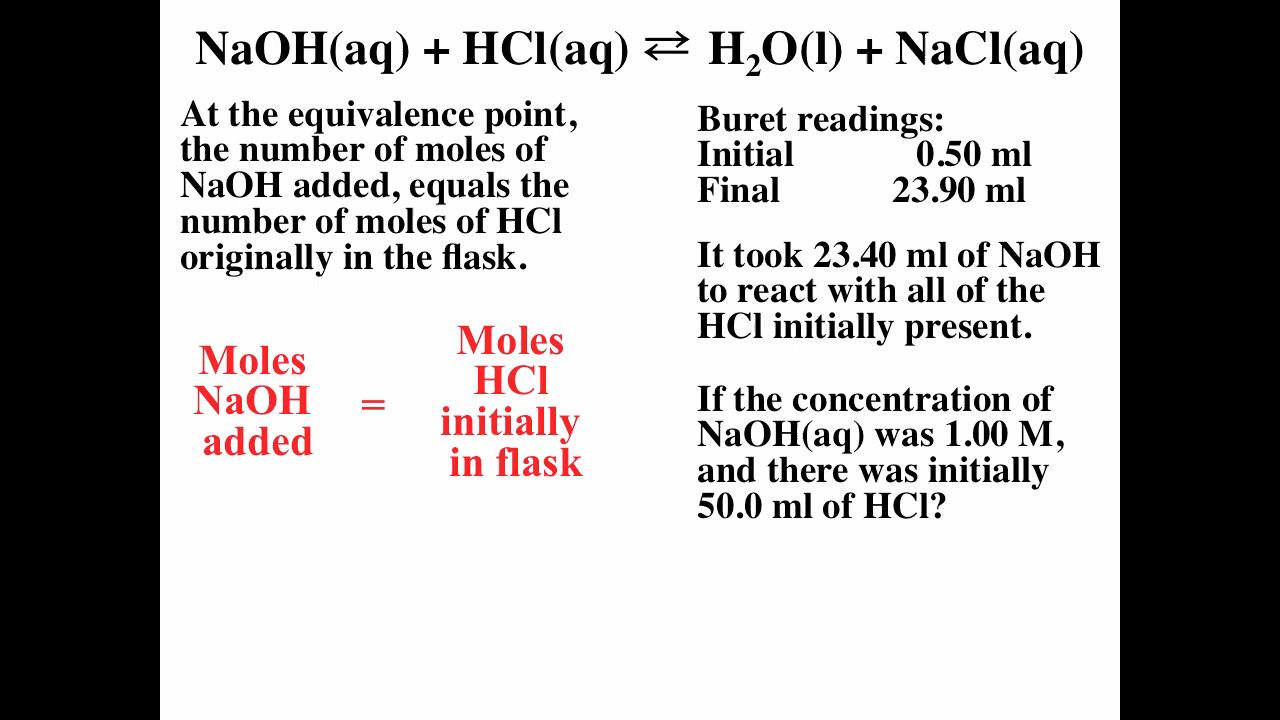 NaOH(aq) + HCl(aq) ⇄ H₂O(l) + NaCl(aq)
At the equivalence point,
the number of moles of
NaOH added, equals the
number of moles of HCl
originally in the flask.
Moles
NaOH
added
=
Moles
HCl
initially
in flask
Buret readings:
Initial 0.50 ml
Final 23.90 ml
It took 23.40 ml of NaOH
to react with all of the
HCl initially present.
If the concentration of
NaOH(aq) was 1.00 M,
and there was initially
50.0 ml of HCl?